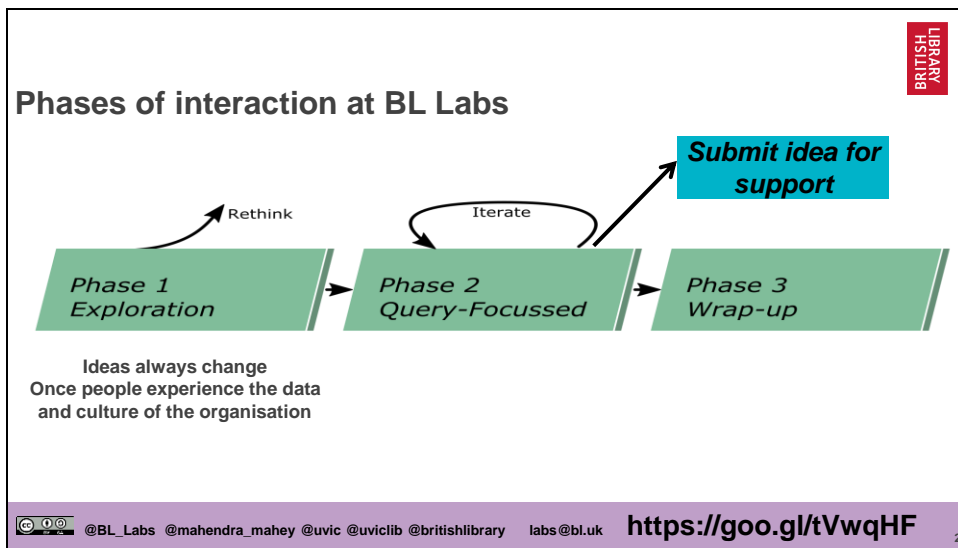 LIBRARY
BRITISH
Phases of interaction at BL Labs
Submit idea for
support
Rethink
Iterate
Phase 1
Exploration
Phase 2
Query-Focussed
Phase 3
Wrap-up
Ideas always change
Once people experience the data
and culture of the organisation
@BL_Labs @mahendra_mahey @uvic @uviclib @britishlibrary labs@bl.uk https://goo.gl/tVwqHF